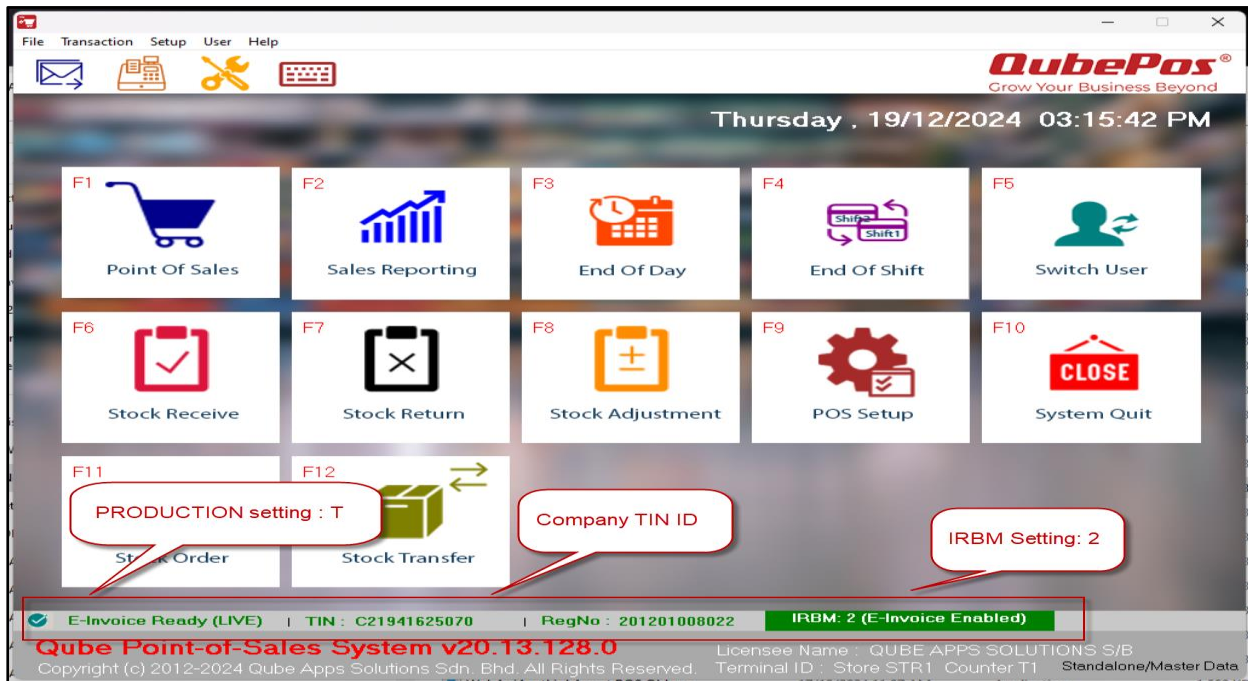 File Transaction Setup User Help
QubePos®
Grow Your Business Beyond
Thursday , 19/12/2024 03:15:42 PM
F1 F2 F3 F4 F5
Shift2
Shift1
Point Of Sales Sales Reporting End Of Day End Of Shift Switch User
F6 F7 F8 F9 F10
CLOSE
Stock Receive Stock Return Stock Adjustment POS Setup System Quit
F11 F12
PRODUCTION setting : T
Company TIN ID
IRBM Setting: 2
Stock Order Stock Transfer
E-Invoice Ready (LIVE) | TIN : C21941625070 | RegNo : 201201008022 IRBM: 2 (E-Invoice Enabled)
Qube Point-of-Sales System v20.13.128.0
Licensee Name : QUBE APPS SOLUTIONS S/B
Copyright (c) 2012-2024 Qube Apps Solutions Sdn. Bhd. All Rights Reserved. Terminal ID : Store STR1 Counter T1 Standalone/Master Data